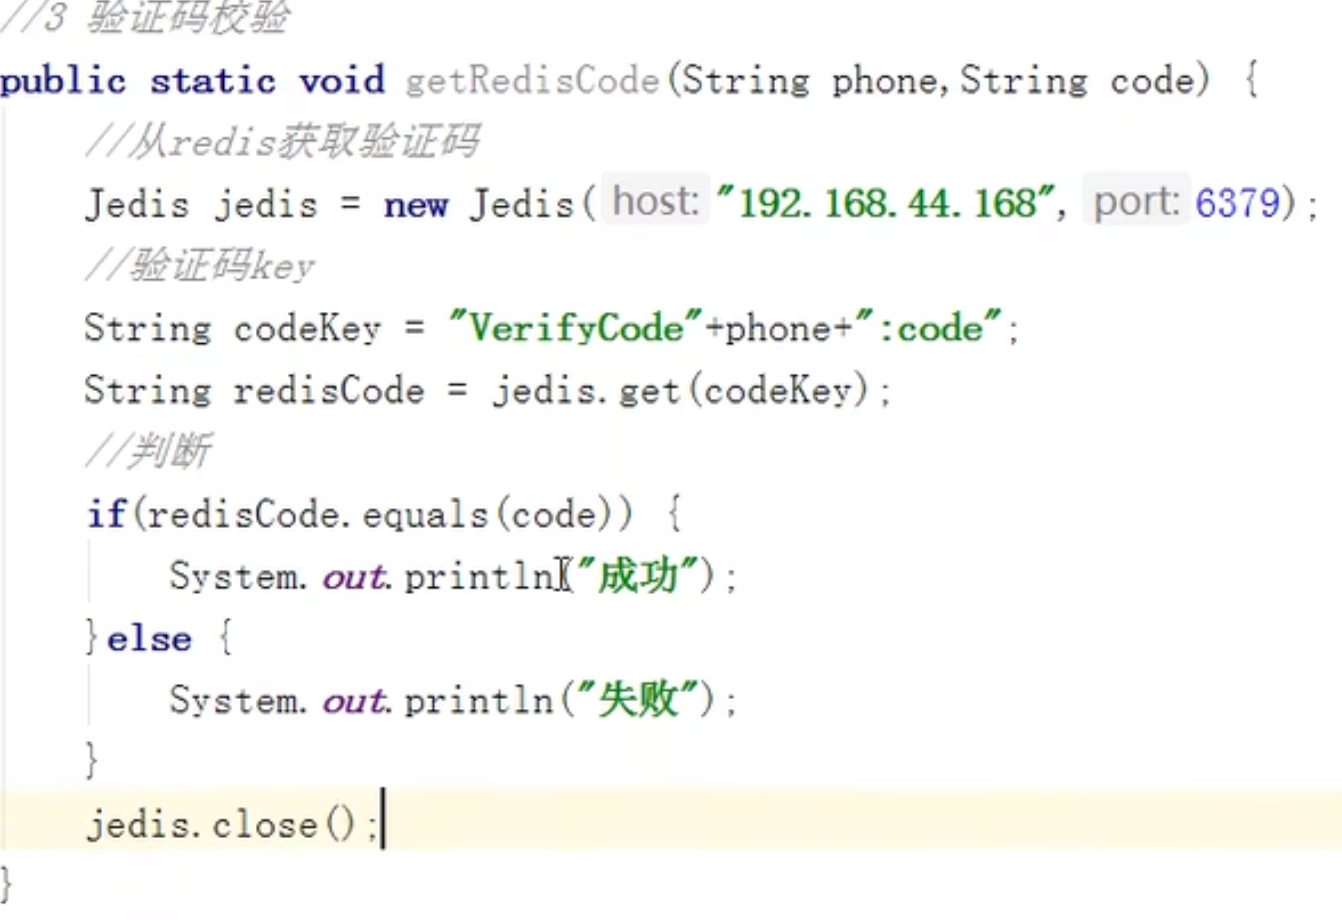 //3 验证码校验
public static void getRedisCode(String phone,String code) {
//从redis获取验证码
Jedis jedis = new Jedis( host: "192.168.44.168", port: 6379);
//验证码key
String codeKey = "VerifyCode"+phone+":code";
String redisCode = jedis.get(codeKey);
//判断
if(redisCode.equals(code)) {
System.out.println("成功");
}else {
System.out.println("失败");
}
jedis.close();
}